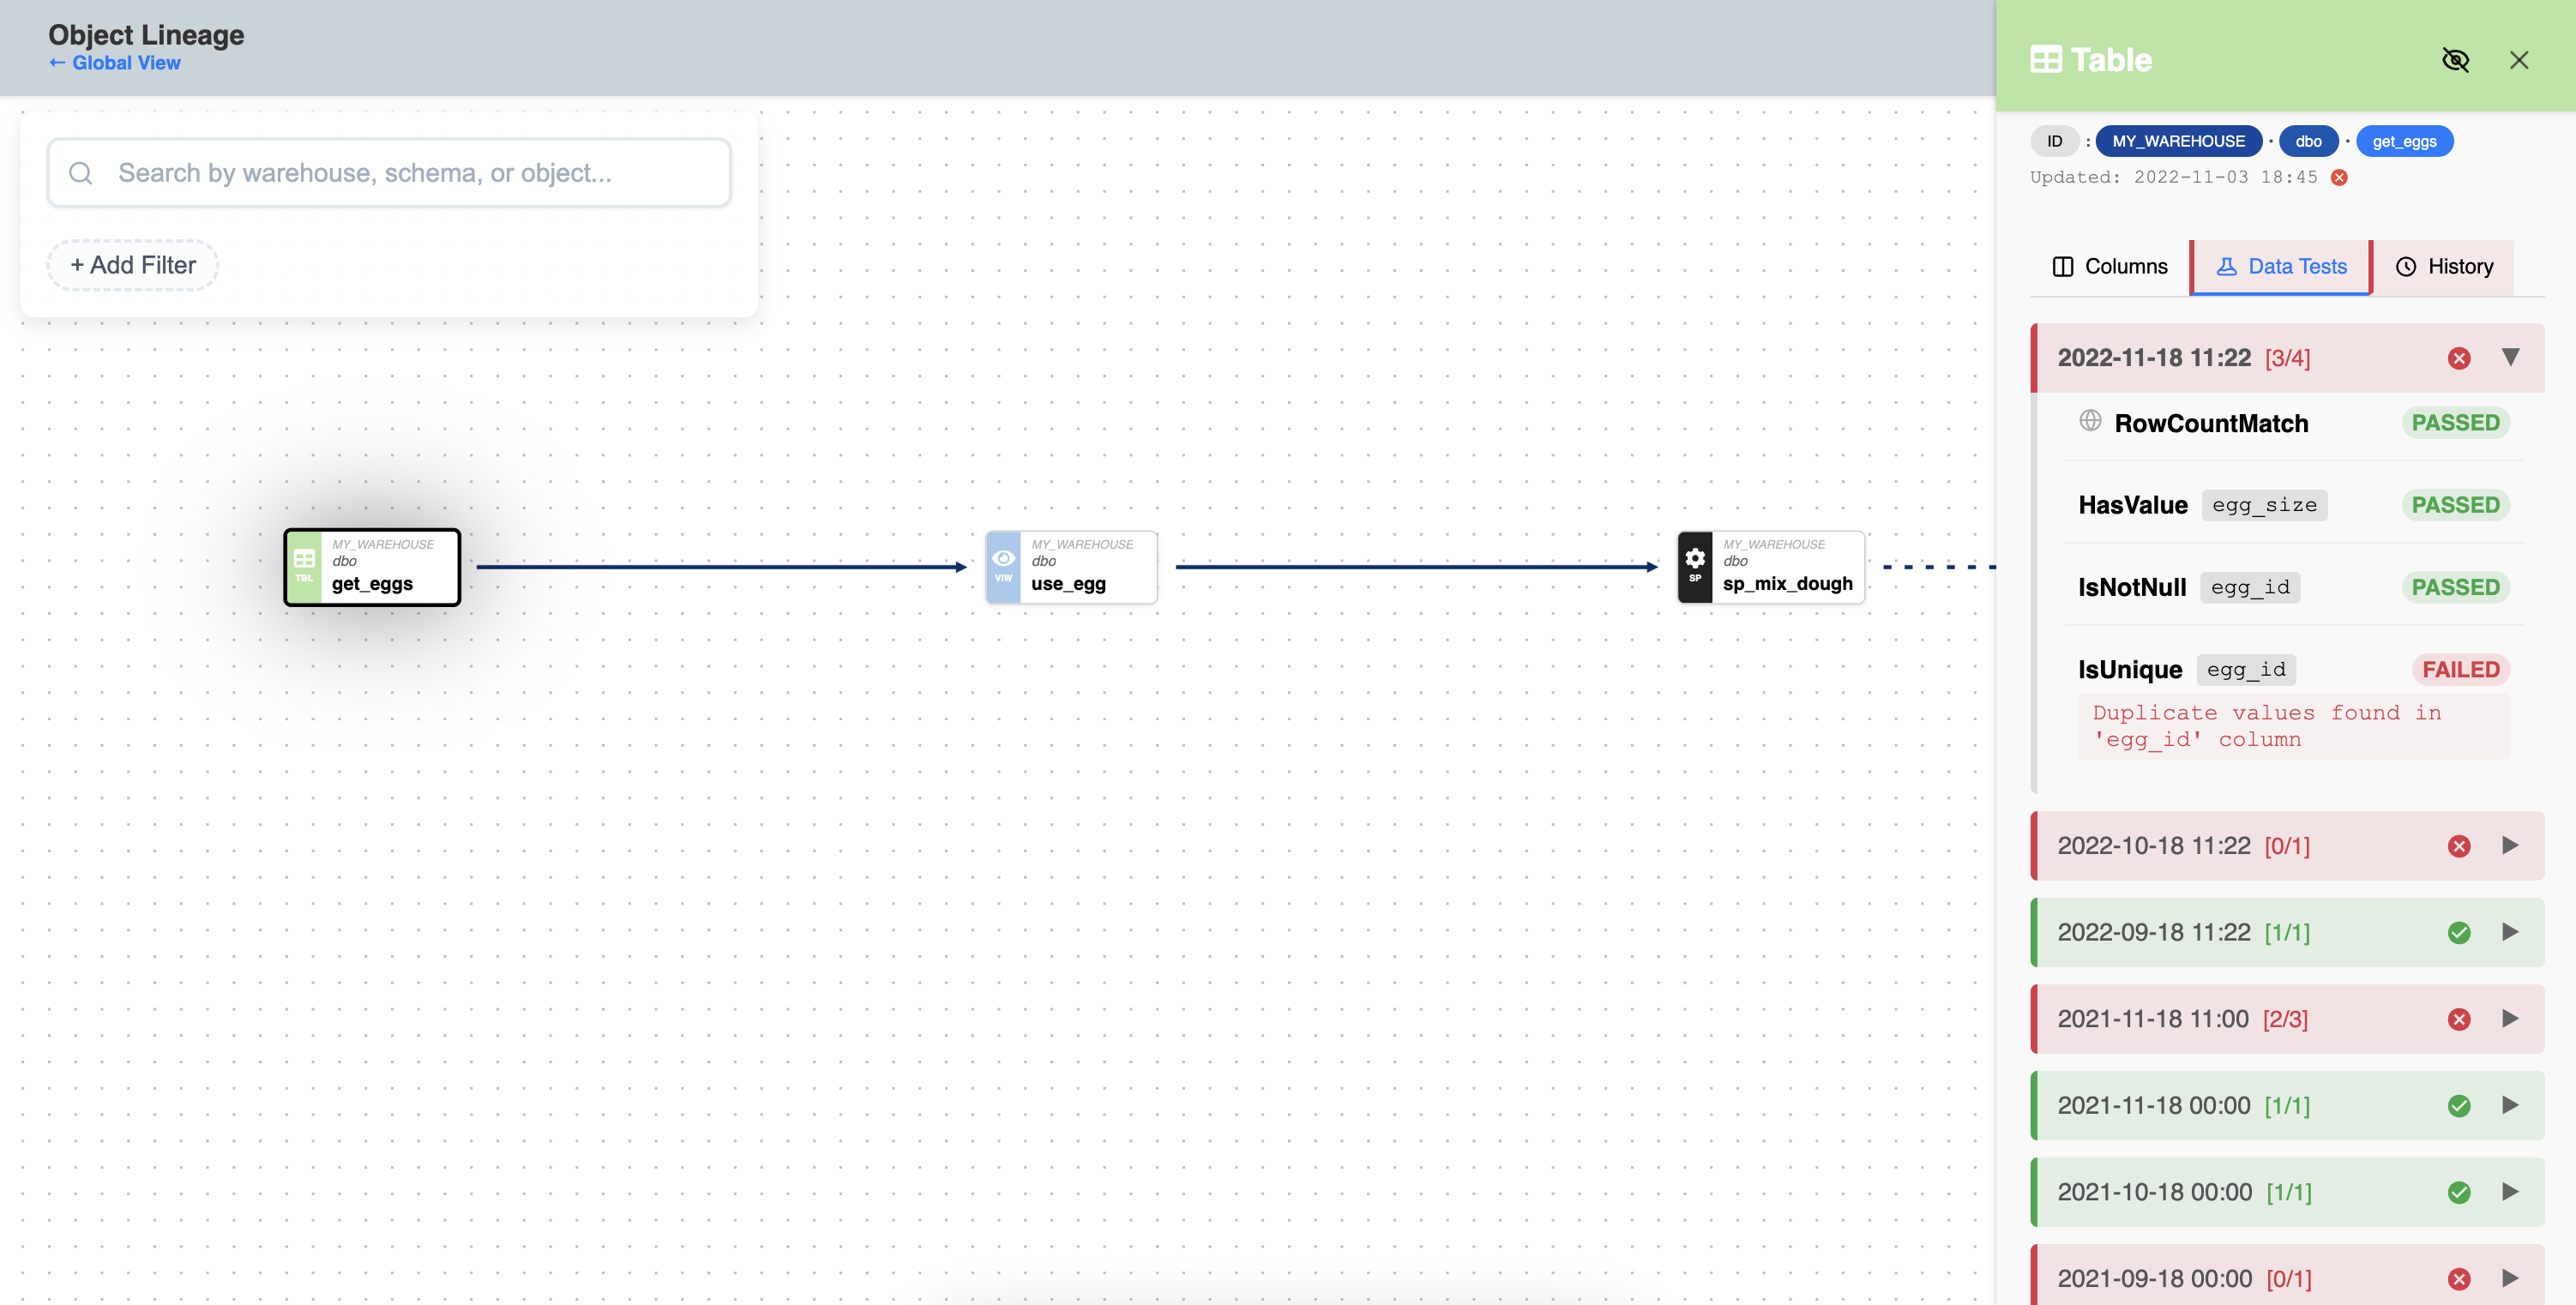 Object Lineage
← Global View
Search by warehouse, schema, or object...
+ Add Filter
TBL
MY_WAREHOUSE
dbo
get_eggs
VIW
MY_WAREHOUSE
dbo
use_egg
SP
MY_WAREHOUSE
dbo
sp_mix_dough
Table
ID : MY_WAREHOUSE · dbo · get_eggs
Updated: 2022-11-03 18:45
Columns Data Tests History
2022-11-18 11:22 [3/4]
RowCountMatch PASSED
HasValue egg_size PASSED
IsNotNull egg_id PASSED
IsUnique egg_id FAILED
Duplicate values found in
'egg_id' column
2022-10-18 11:22 [0/1]
2022-09-18 11:22 [1/1]
2021-11-18 11:00 [2/3]
2021-11-18 00:00 [1/1]
2021-10-18 00:00 [1/1]
2021-09-18 00:00 [0/1]